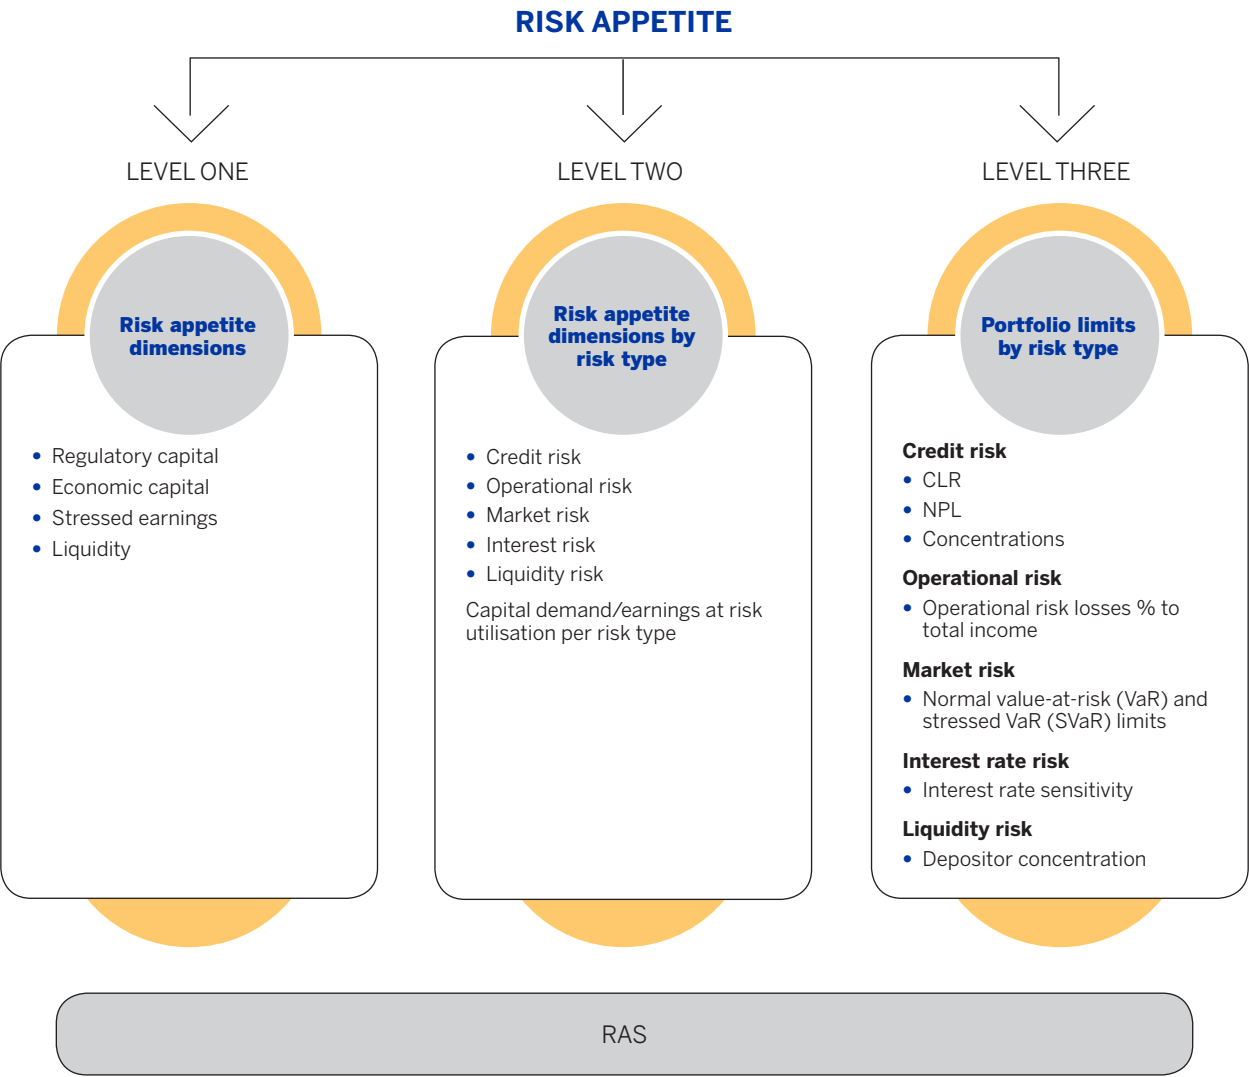 RISK APPETITE
LEVEL ONE
Risk appetite
dimensions
• Regulatory capital
• Economic capital
• Stressed earnings
• Liquidity
LEVEL TWO
Risk appetite
dimensions by
risk type
• Credit risk
• Operational risk
• Market risk
• Interest risk
• Liquidity risk
Capital demand/earnings at risk
utilisation per risk type
LEVEL THREE
Portfolio limits
by risk type
Credit risk
• CLR
• NPL
• Concentrations
Operational risk
• Operational risk losses % to
total income
Market risk
• Normal value-at-risk (VaR) and
stressed VaR (SVaR) limits
Interest rate risk
• Interest rate sensitivity
Liquidity risk
• Depositor concentration
RAS